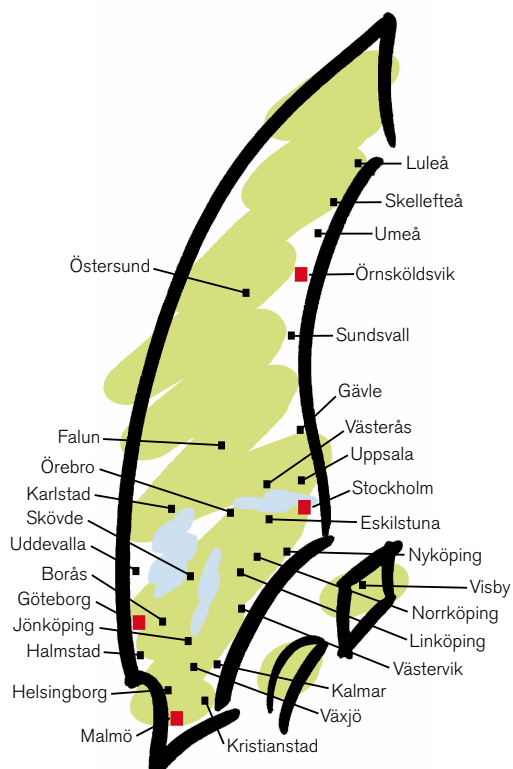 Luleå
Skellefteå
Umeå
Östersund
Örnsköldsvik
Sundsvall
Gävle
Västerås
Falun
Uppsala
Örebro
Stockholm
Karlstad
Skövde
Eskilstuna
Uddevalla
Nyköping
Borås
Visby
Göteborg
Norrköping
Jönköping
Linköping
Halmstad
Västervik
Helsingborg
Kalmar
Växjö
Malmö
Kristianstad